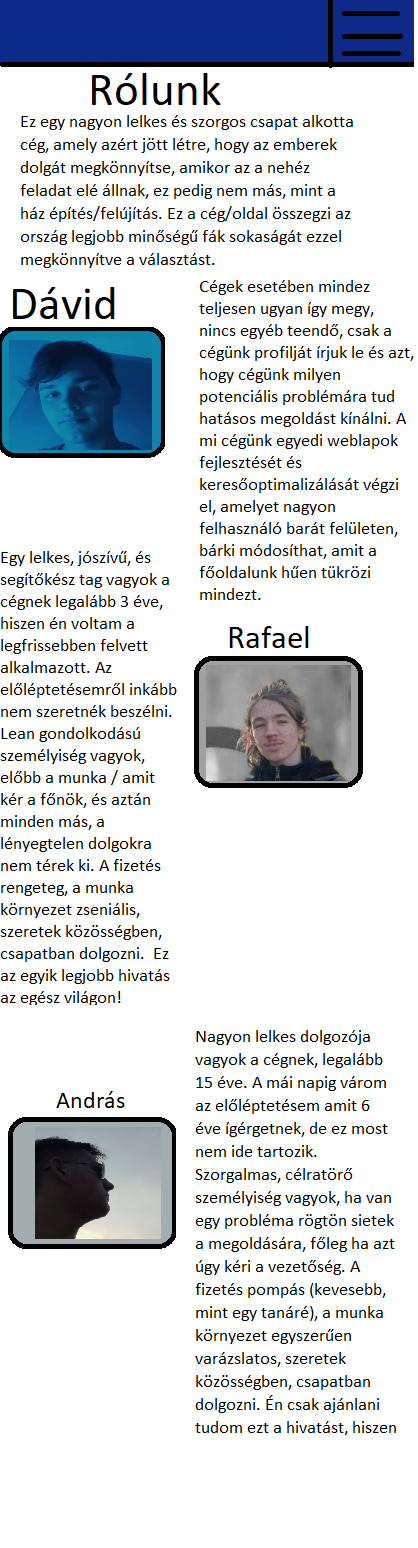 Rólunk
Ez egy nagyon lelkes és szorgos csapat alkotta
cég, amely azért jött létre, hogy az emberek
dolgát megkönnyítse, amikor az a nehéz
feladat elé állnak, ez pedig nem más, mint a
ház építés/felújítás. Ez a cég/oldal összegzi az
ország legjobb minőségű fák sokaságát ezzel
megkönnyítve a választást.
Dávid
Cégek esetében mindez
teljesen ugyan így megy,
nincs egyéb teendő, csak a
cégünk profilját írjuk le és azt,
hogy cégünk milyen
potenciális problémára tud
hatásos megoldást kínálni. A
mi cégünk egyedi weblapok
fejlesztését és
keresőoptimalizálását végzi
el, amelyet nagyon
felhasználó barát felületen,
bárki módosíthat, amit a
főoldalunk hűen tükrözi
mindezt.
Egy lelkes, jószívű, és
segítőkész tag vagyok a
cégnek legalább 3 éve,
hiszen én voltam a
legfrissebben felvett
alkalmazott. Az
előléptetésemről inkább
nem szeretnék beszélni.
Lean gondolkodású
személyiség vagyok,
előbb a munka / amit
kér a főnök, és aztán
minden más, a
lényegtelen dolgokra
nem térek ki. A fizetés
rengeteg, a munka
környezet zseniális,
szeretek közösségben,
csapatban dolgozni.  Ez
az egyik legjobb hivatás
az egész világon!
Rafael
Nagyon lelkes dolgozója
vagyok a cégnek, legalább
15 éve. A mái napig várom
az előléptetésem amit 6
éve ígérgetnek, de ez most
nem ide tartozik.
Szorgalmas, célratörő
személyiség vagyok, ha van
egy probléma rögtön sietek
a megoldására, főleg ha azt
úgy kéri a vezetőség. A
fizetés pompás (kevesebb,
mint egy tanáré), a munka
környezet egyszerűen
varázslatos, szeretek
közösségben, csapatban
dolgozni. Én csak ajánlani
tudom ezt a hivatást, hiszen
András